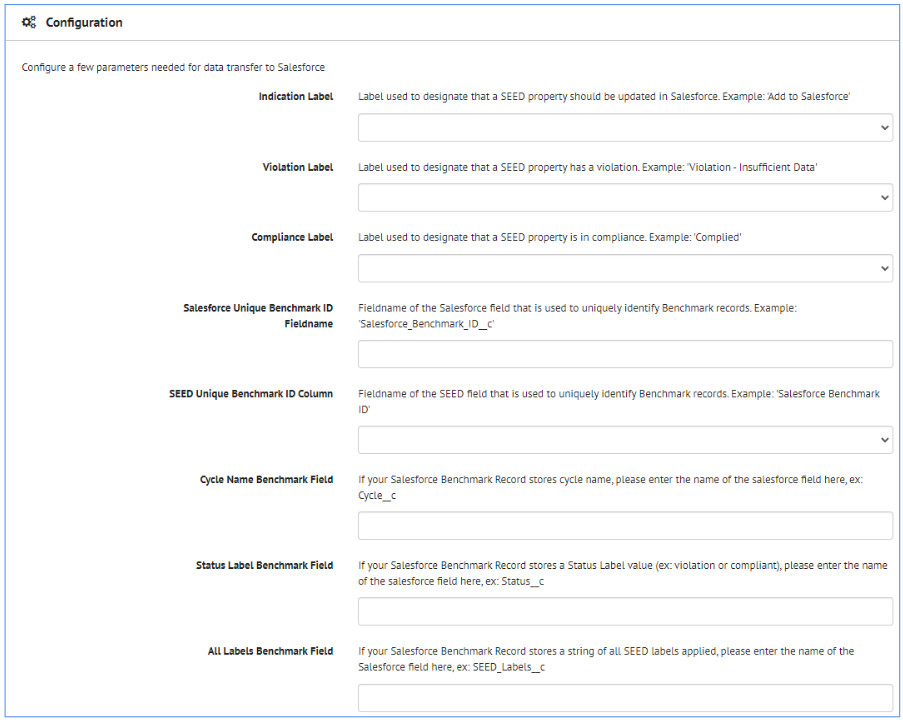 Configuration
Configure a few parameters needed for data transfer to Salesforce
Indication Label
Label used to designate that a SEED property should be updated in Salesforce. Example: 'Add to Salesforce'
Violation Label
Label used to designate that a SEED property has a violation. Example: 'Violation - Insufficient Data'
Compliance Label
Label used to designate that a SEED property is in compliance. Example: 'Complied'
Salesforce Unique Benchmark ID
Fieldname
Fieldname of the Salesforce field that is used to uniquely identify Benchmark records. Example:
'Salesforce_Benchmark_ID__c'
SEED Unique Benchmark ID Column
Fieldname of the SEED field that is used to uniquely identify Benchmark records. Example: 'Salesforce Benchmark
ID'
Cycle Name Benchmark Field
If your Salesforce Benchmark Record stores cycle name, please enter the name of the salesforce field here, ex:
Cycle__c
Status Label Benchmark Field
If your Salesforce Benchmark Record stores a Status Label value (ex: violation or compliant), please enter the name
of the salesforce field here, ex: Status__c
All Labels Benchmark Field
If your Salesforce Benchmark Record stores a string of all SEED labels applied, please enter the name of the
Salesforce field here, ex: SEED_Labels__c